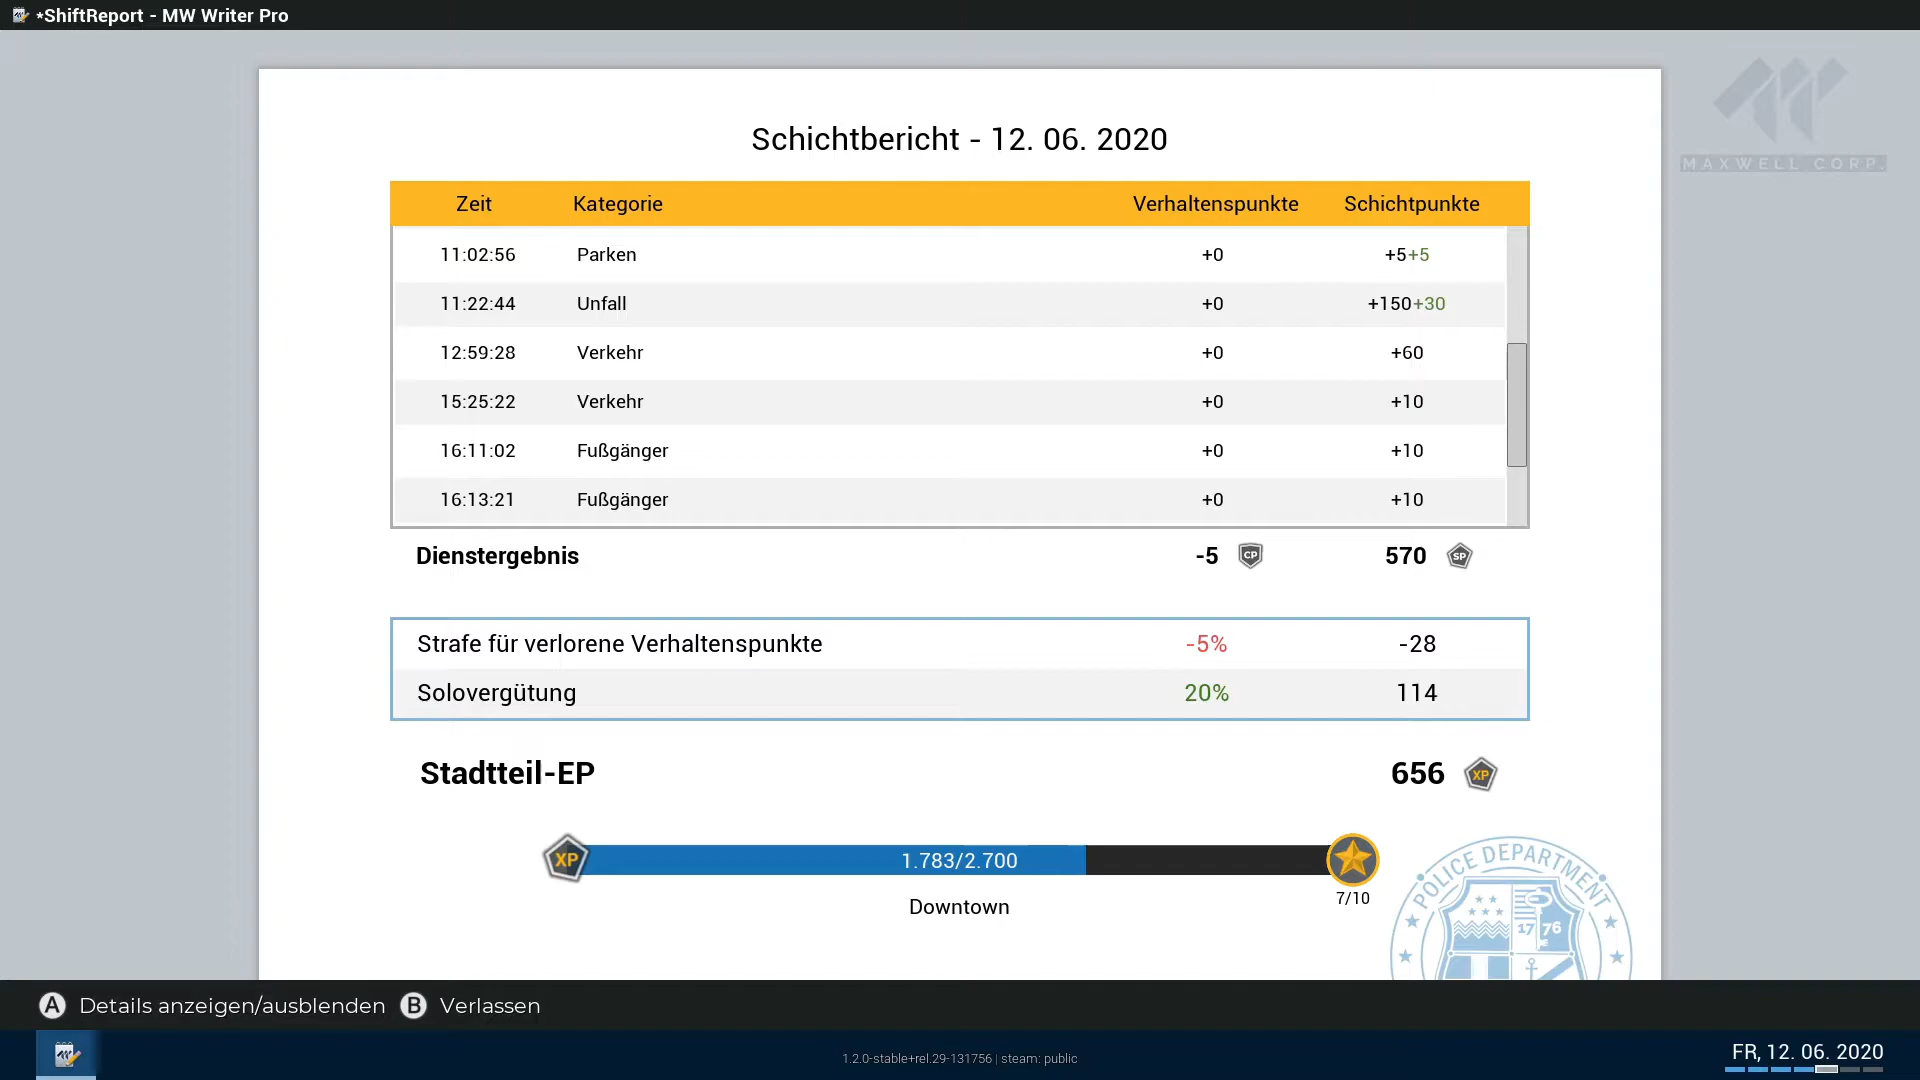 *ShiftReport - MW Writer Pro
MAXWELL CORP.
Schichtbericht - 12. 06. 2020
Zeit Kategorie Verhaltenspunkte Schichtpunkte
11:02:56 Parken +0 +5+5
11:22:44 Unfall +0 +150+30
12:59:28 Verkehr +0 +60
15:25:22 Verkehr +0 +10
16:11:02 Fußgänger +0 +10
16:13:21 Fußgänger +0 +10
Dienstergebnis -5 CP 570 SP
Strafe für verlorene Verhaltenspunkte -5% -28
Solovergütung 20% 114
Stadtteil-EP 656 XP
XP 1.783/2.700
7/10
Downtown
POLICE DEPARTMENT
17 76
A Details anzeigen/ausblenden B Verlassen
1.2.0-stable+rel.29-131756 | steam: public
FR, 12. 06. 2020